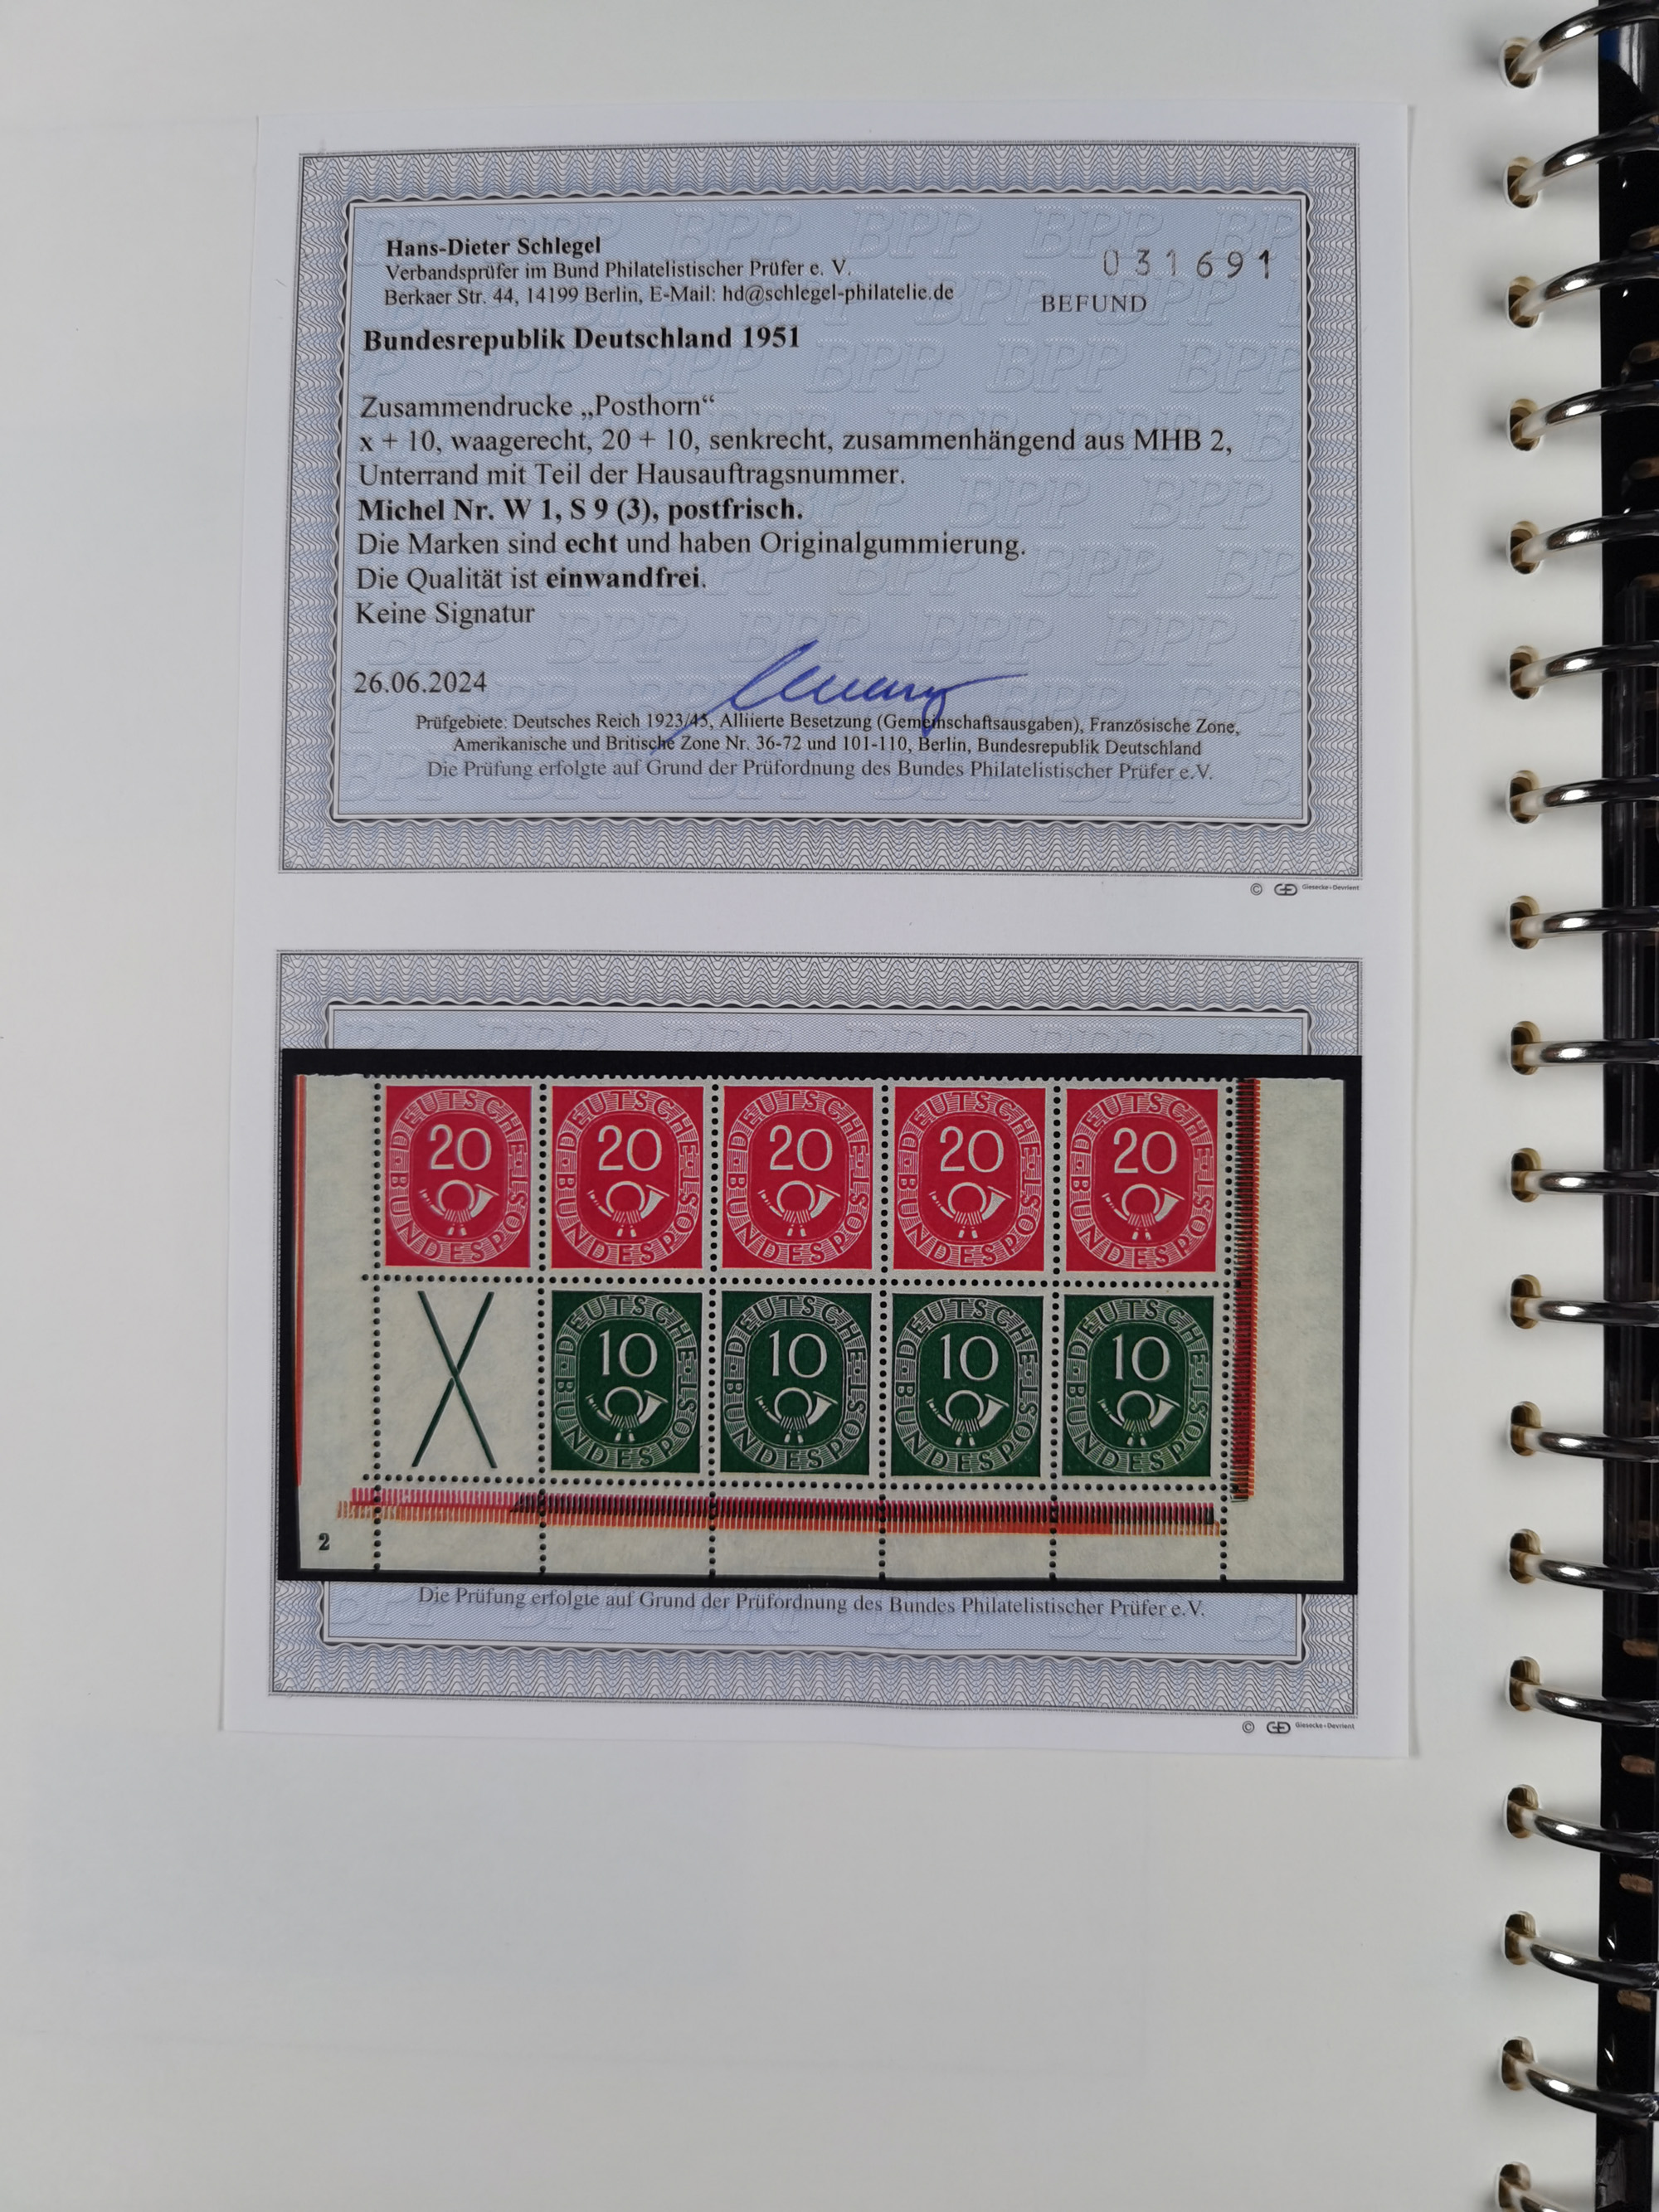 Hans-Dieter Schlegel
Verbandsprüfer im Bund Philatelistischer Prüfer e. V.
031691
Berkaer Str. 44, 14199 Berlin, E-Mail: hd@schlegel-philatelie.de
BEFUND
Bundesrepublik Deutschland 1951
Zusammendrucke „Posthorn“
x + 10, waagerecht, 20 + 10, senkrecht, zusammenhängend aus MHB 2,
Unterrand mit Teil der Hausauftragsnummer.
Michel Nr. W 1, S 9 (3), postfrisch.
Die Marken sind echt und haben Originalgummierung.
Die Qualität ist einwandfrei.
Keine Signatur
26.06.2024
Prüfgebiete: Deutsches Reich 1923/45, Alliierte Besetzung (Gemeinschaftsausgaben), Französische Zone,
Amerikanische und Britische Zone Nr. 36-72 und 101-110, Berlin, Bundesrepublik Deutschland
Die Prüfung erfolgte auf Grund der Prüfordnung des Bundes Philatelistischer Prüfer e.V.
© GD Giesecke+Devrient
DEUTSCHE BUNDESPOST 20
DEUTSCHE BUNDESPOST 20
DEUTSCHE BUNDESPOST 20
DEUTSCHE BUNDESPOST 20
DEUTSCHE BUNDESPOST 20
X
DEUTSCHE BUNDESPOST 10
DEUTSCHE BUNDESPOST 10
DEUTSCHE BUNDESPOST 10
DEUTSCHE BUNDESPOST 10
2
Die Prüfung erfolgte auf Grund der Prüfordnung des Bundes Philatelistischer Prüfer e.V.
© GD Giesecke+Devrient